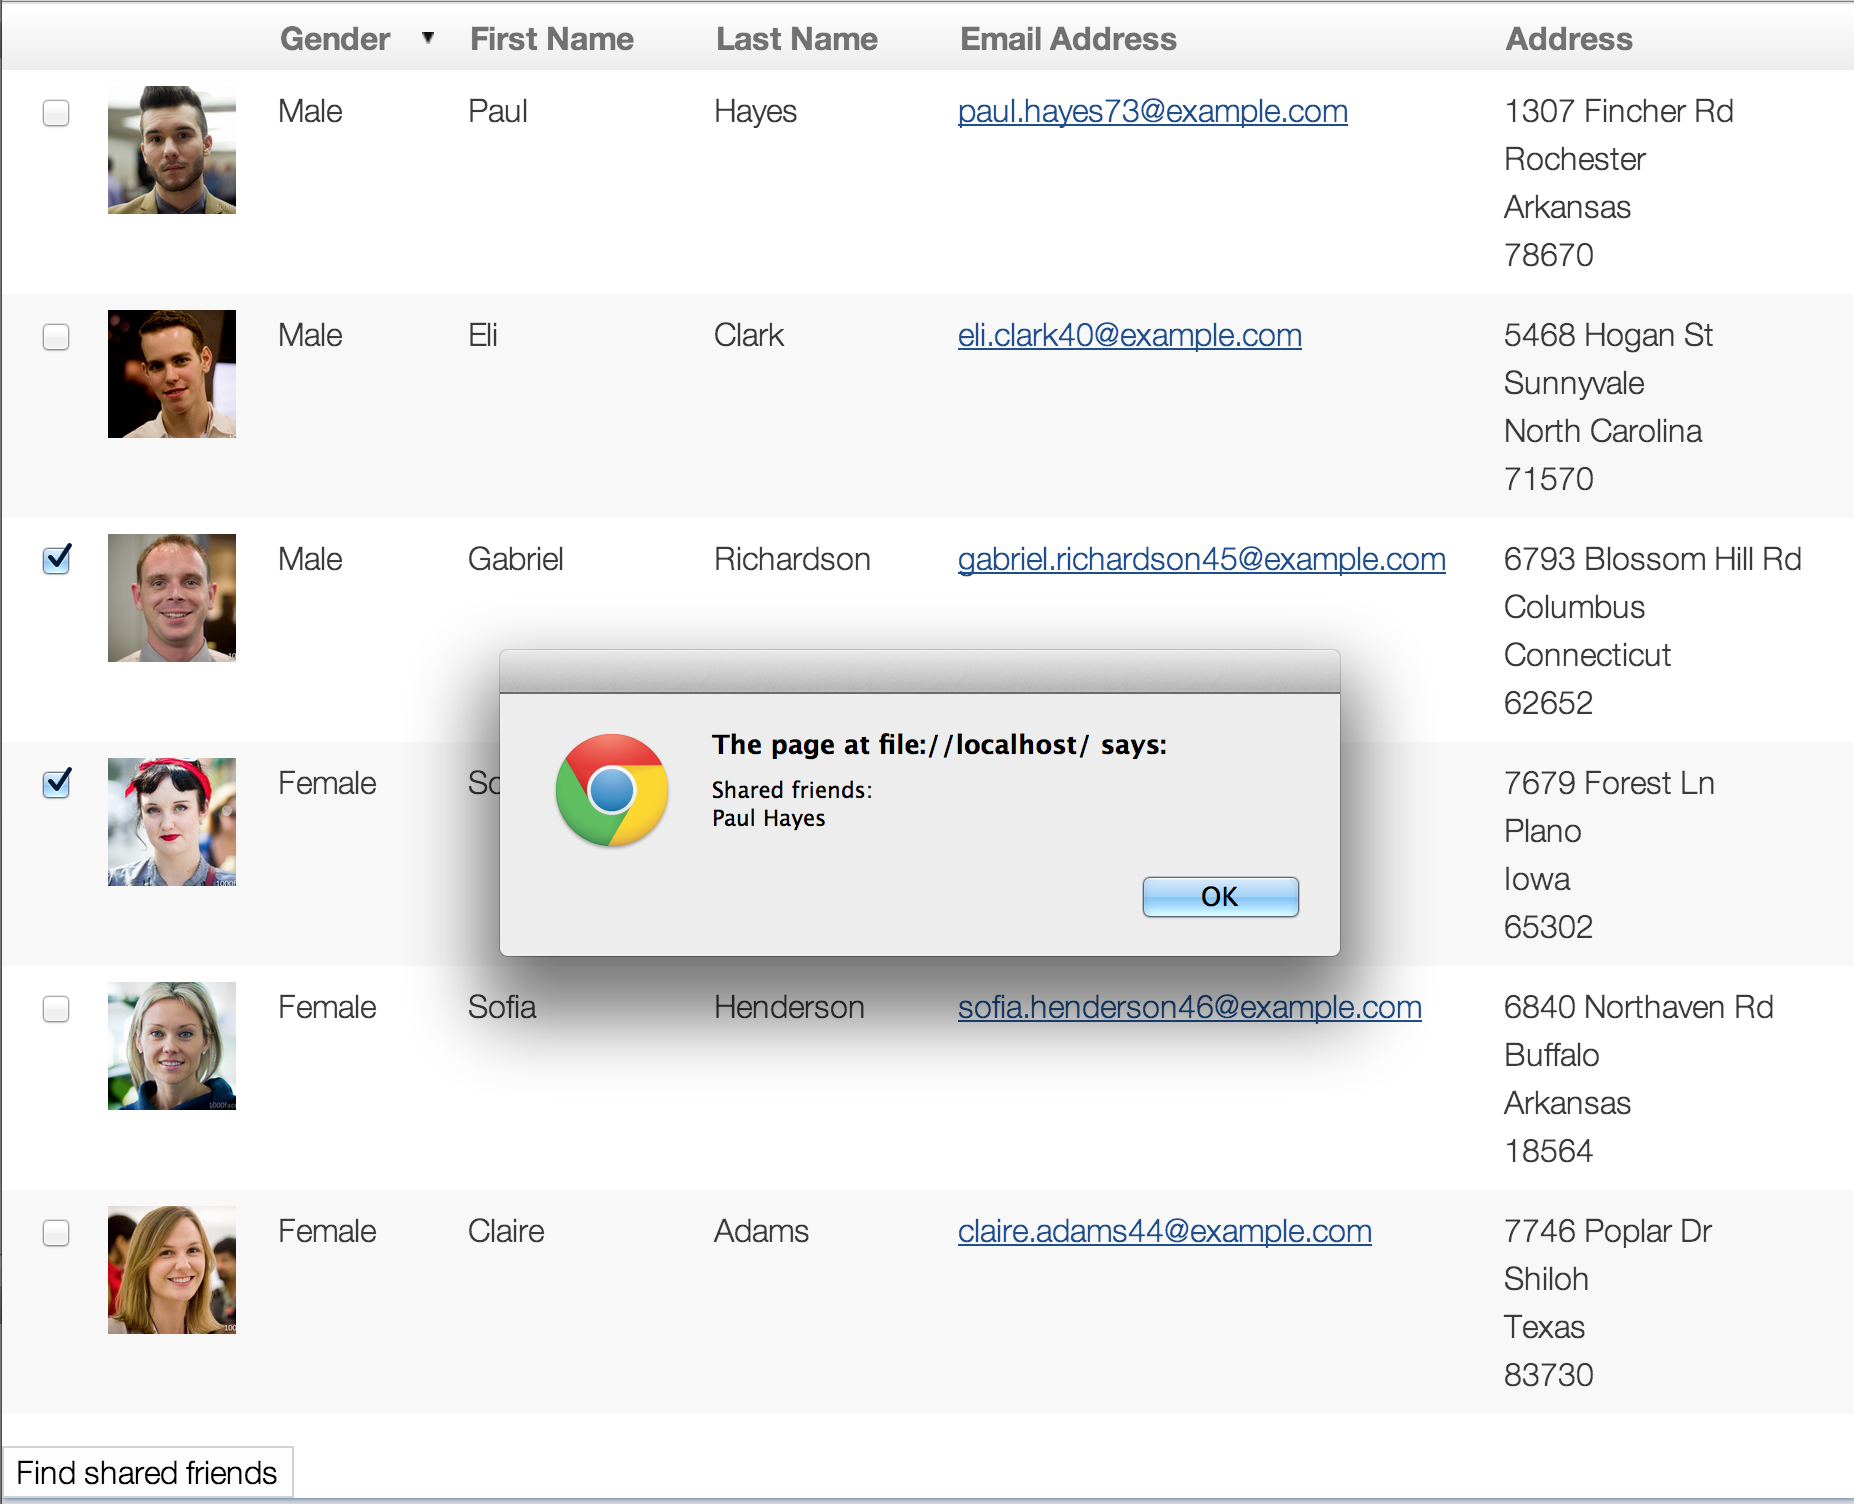 Gender ▼ First Name Last Name Email Address Address
Male Paul Hayes paul.hayes73@example.com 1307 Fincher Rd
Rochester
Arkansas
78670
Male Eli Clark eli.clark40@example.com 5468 Hogan St
Sunnyvale
North Carolina
71570
Male Gabriel Richardson gabriel.richardson45@example.com 6793 Blossom Hill Rd
Columbus
Connecticut
62652
The page at file://localhost/ says:
Shared friends:
Paul Hayes
OK
Female 7679 Forest Ln
Plano
Iowa
65302
Female Sofia Henderson sofia.henderson46@example.com 6840 Northaven Rd
Buffalo
Arkansas
18564
Female Claire Adams claire.adams44@example.com 7746 Poplar Dr
Shiloh
Texas
83730
Find shared friends